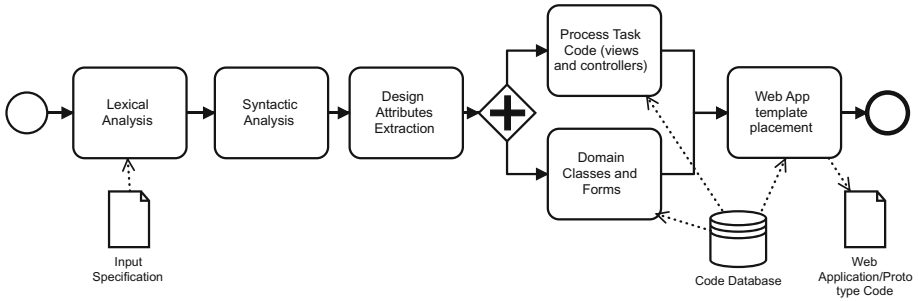 Lexical
Analysis
Syntactic
Analysis
Design
Attributes
Extraction
Process Task
Code (views
and controllers)
Domain
Classes and
Forms
Web App
template
placement
Input
Specification
Code Database
Web
Application/Proto
type Code